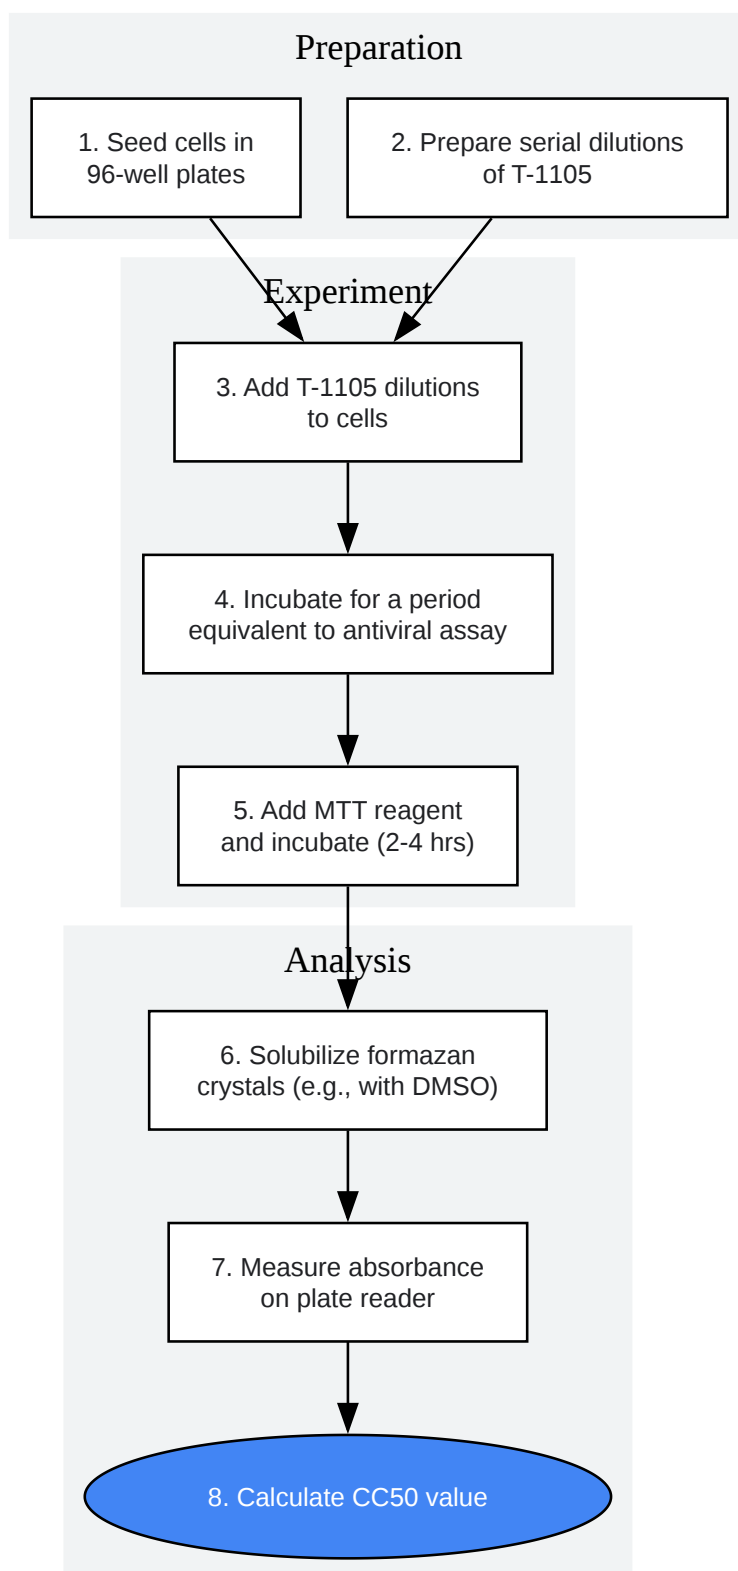 Preparation
1. Seed cells in
96-well plates
2. Prepare serial dilutions
of T-1105
Experiment
3. Add T-1105 dilutions
to cells
4. Incubate for a period
equivalent to antiviral assay
5. Add MTT reagent
and incubate (2-4 hrs)
Analysis
6. Solubilize formazan
crystals (e.g., with DMSO)
7. Measure absorbance
on plate reader
8. Calculate CC50 value